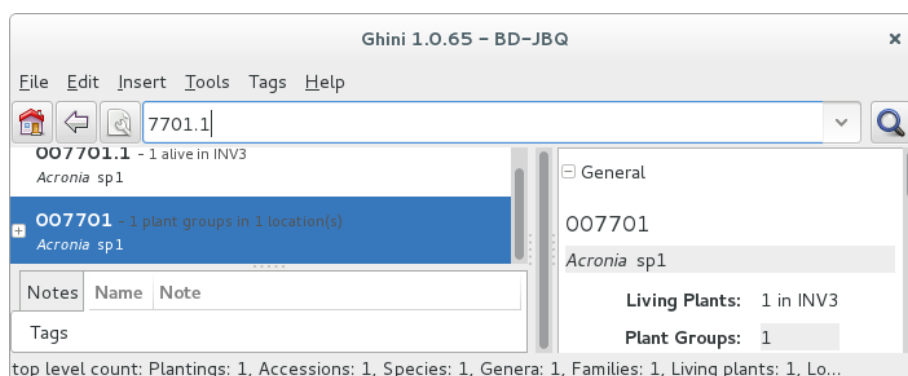 Ghini 1.0.65 – BD-JBQ ×
File Edit Insert Tools Tags Help
7701.1
007701.1 - 1 alive in INV3
Acronia sp1
007701 - 1 plant groups in 1 location(s)
Acronia sp1
Notes Name Note
Tags
General
007701
Acronia sp1
Living Plants: 1 in INV3
Plant Groups: 1
top level count: Plantings: 1, Accessions: 1, Species: 1, Genera: 1, Families: 1, Living plants: 1, Lo...